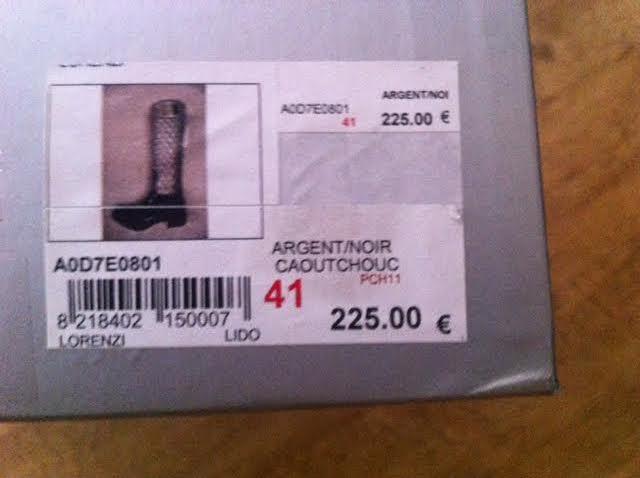 ARGENT/NOI
A0D7E0801
41
225.00 €
ARGENT/NOIR
CAOUTCHOUC
A0D7E0801
PCH11
41
225.00 €
8 218402 150007
LORENZI
LIDO